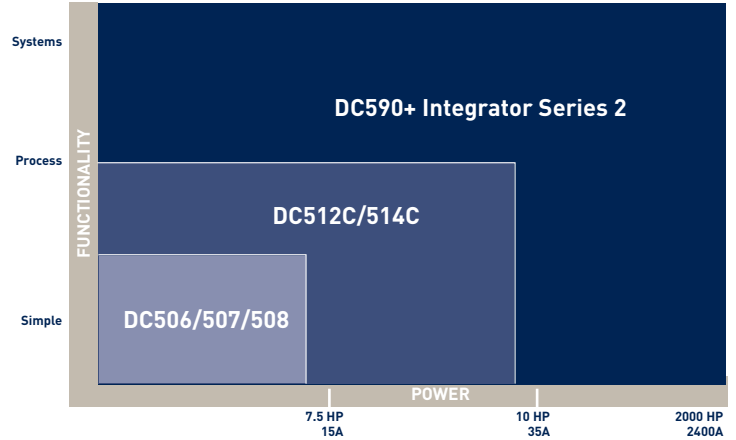 Systems
DC590+ Integrator Series 2
Process
FUNCTIONALITY
DC512C/514C
Simple
DC506/507/508
POWER
7.5 HP
15A
10 HP
35A
2000 HP
2400A